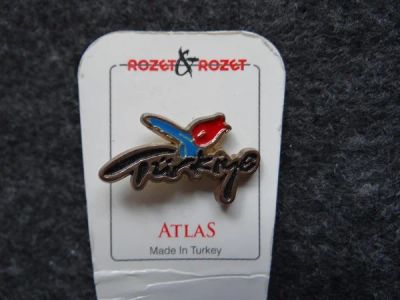 ROZET & ROZET
Türkiye
ATLAS
Made In Turkey